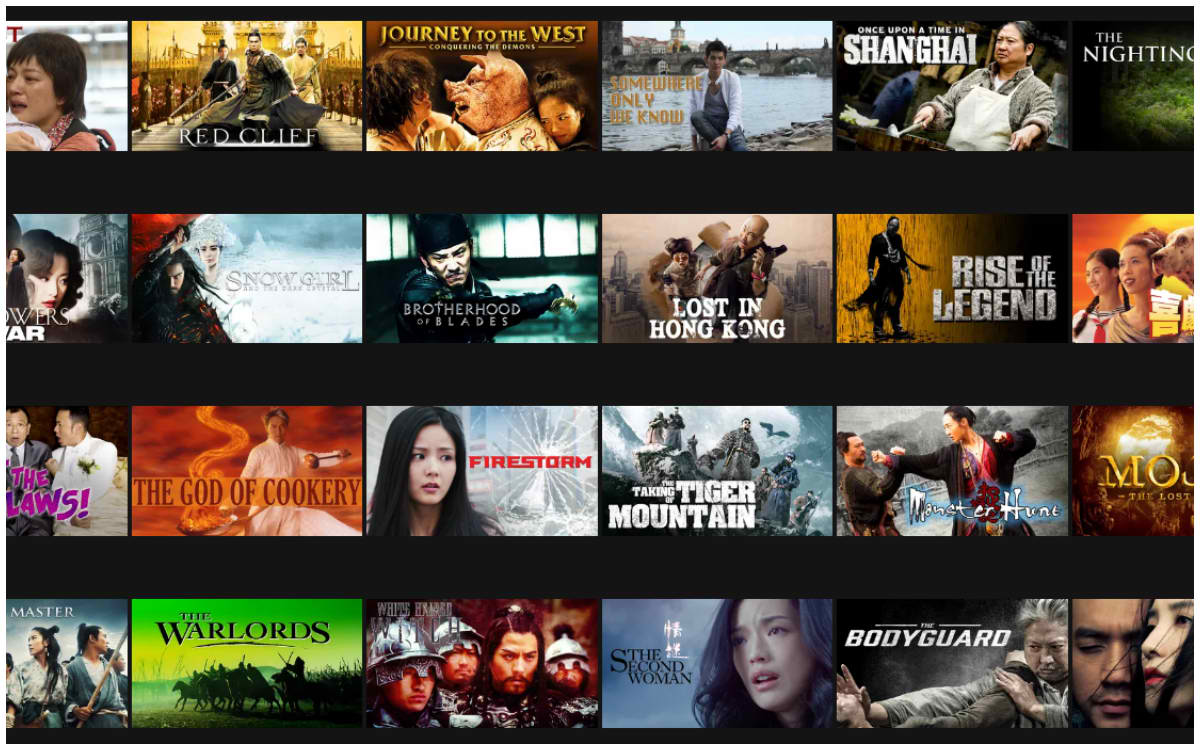 T
RED CLIFF
JOURNEY TO THE WEST
CONQUERING THE DEMONS
SOMEWHERE
ONLY
WE KNOW
ONCE UPON A TIME IN
SHANGHAI
THE
NIGHTING
OWERS
WAR
SNOW GIRL
AND THE DARK CRYSTAL
BROTHERHOOD
OF BLADES
LOST IN
HONG KONG
RISE OF
THE
LEGEND
喜
THE
LAWS!
THE GOD OF COOKERY
FIRESTORM
THE
TAKING OF TIGER
MOUNTAIN
Monster Hunt
MOJ
THE LOST
MASTER
THE
WARLORDS
WHITE HAIRED
WITCH
情謎
THE
SECOND
WOMAN
THE
BODYGUARD